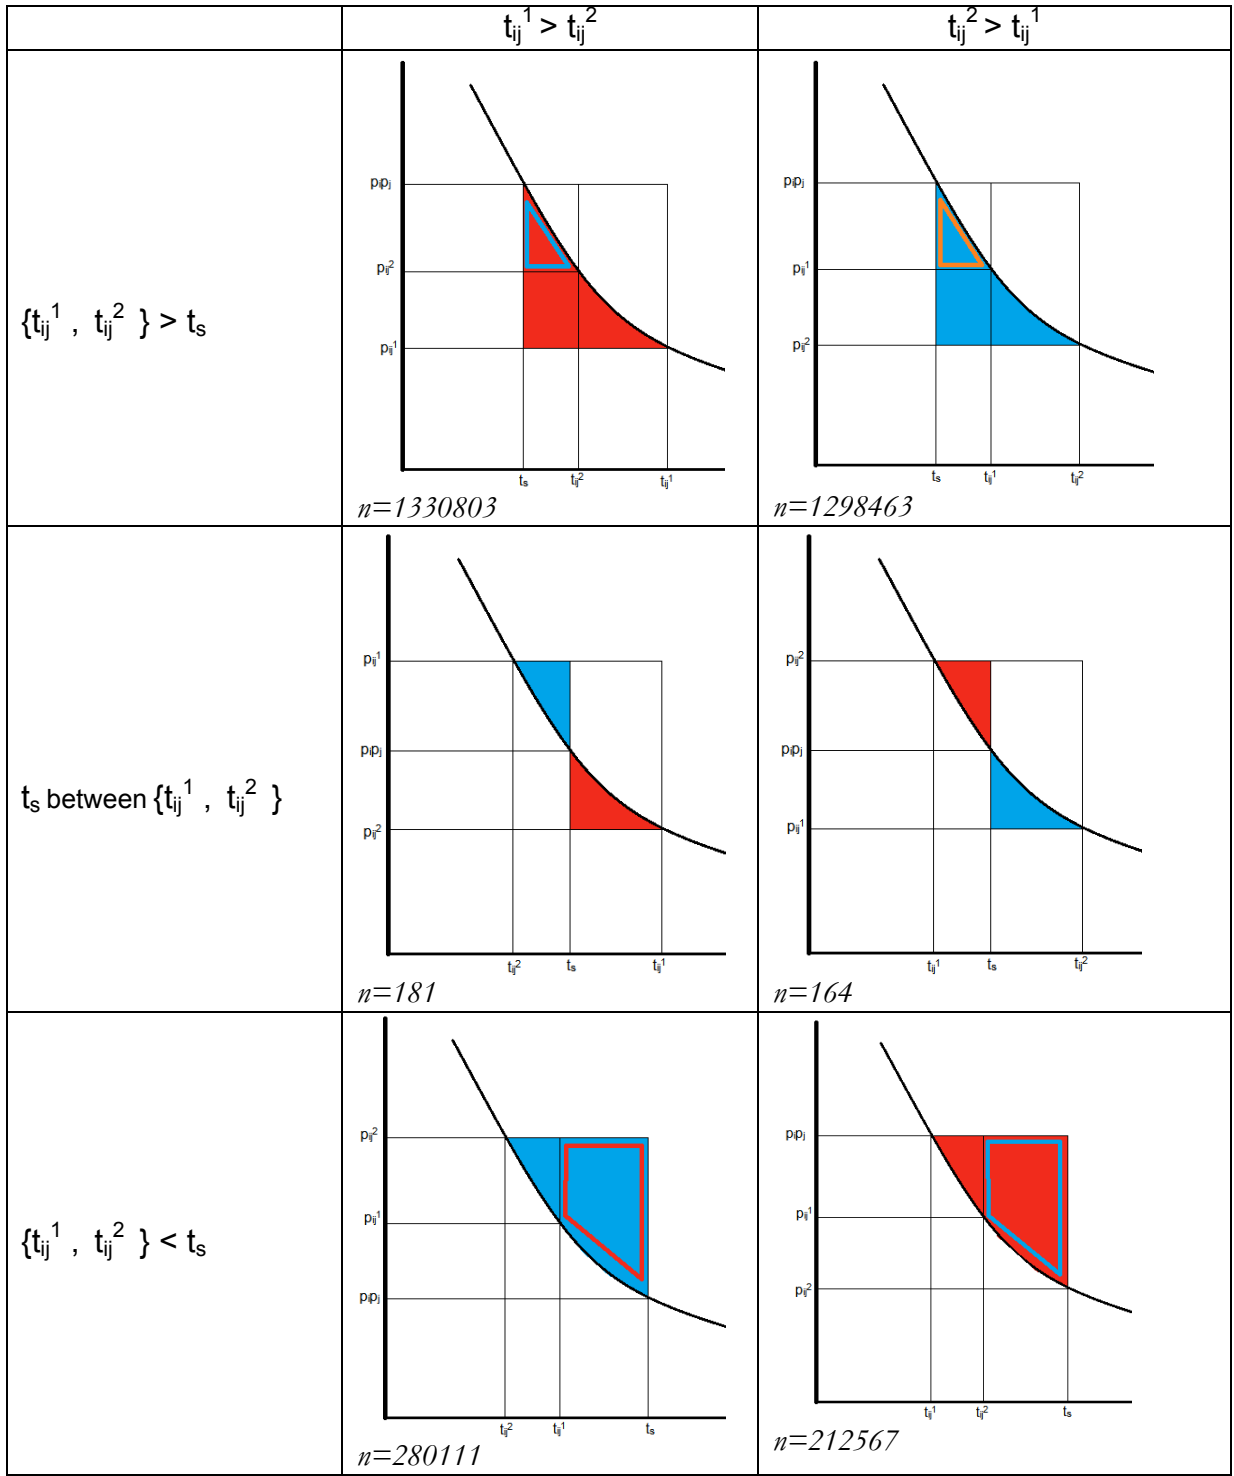 tᵢⱼ¹ > tᵢⱼ²
tᵢⱼ² > tᵢⱼ¹
{tᵢⱼ¹ , tᵢⱼ² } > tₛ
pᵢpⱼ
pᵢⱼ²
pᵢⱼ¹
tₛ tᵢⱼ² tᵢⱼ¹
n=1330803
pᵢpⱼ
pᵢⱼ¹
pᵢⱼ²
tₛ tᵢⱼ¹ tᵢⱼ²
n=1298463
tₛ between {tᵢⱼ¹ , tᵢⱼ² }
pᵢⱼ¹
pᵢpⱼ
pᵢⱼ²
tᵢⱼ² tₛ tᵢⱼ¹
n=181
pᵢⱼ²
pᵢpⱼ
pᵢⱼ¹
tᵢⱼ¹ tₛ tᵢⱼ²
n=164
{tᵢⱼ¹ , tᵢⱼ² } < tₛ
pᵢⱼ²
pᵢⱼ¹
pᵢpⱼ
tᵢⱼ² tᵢⱼ¹ tₛ
n=280111
pᵢpⱼ
pᵢⱼ¹
pᵢⱼ²
tᵢⱼ¹ tᵢⱼ² tₛ
n=212567